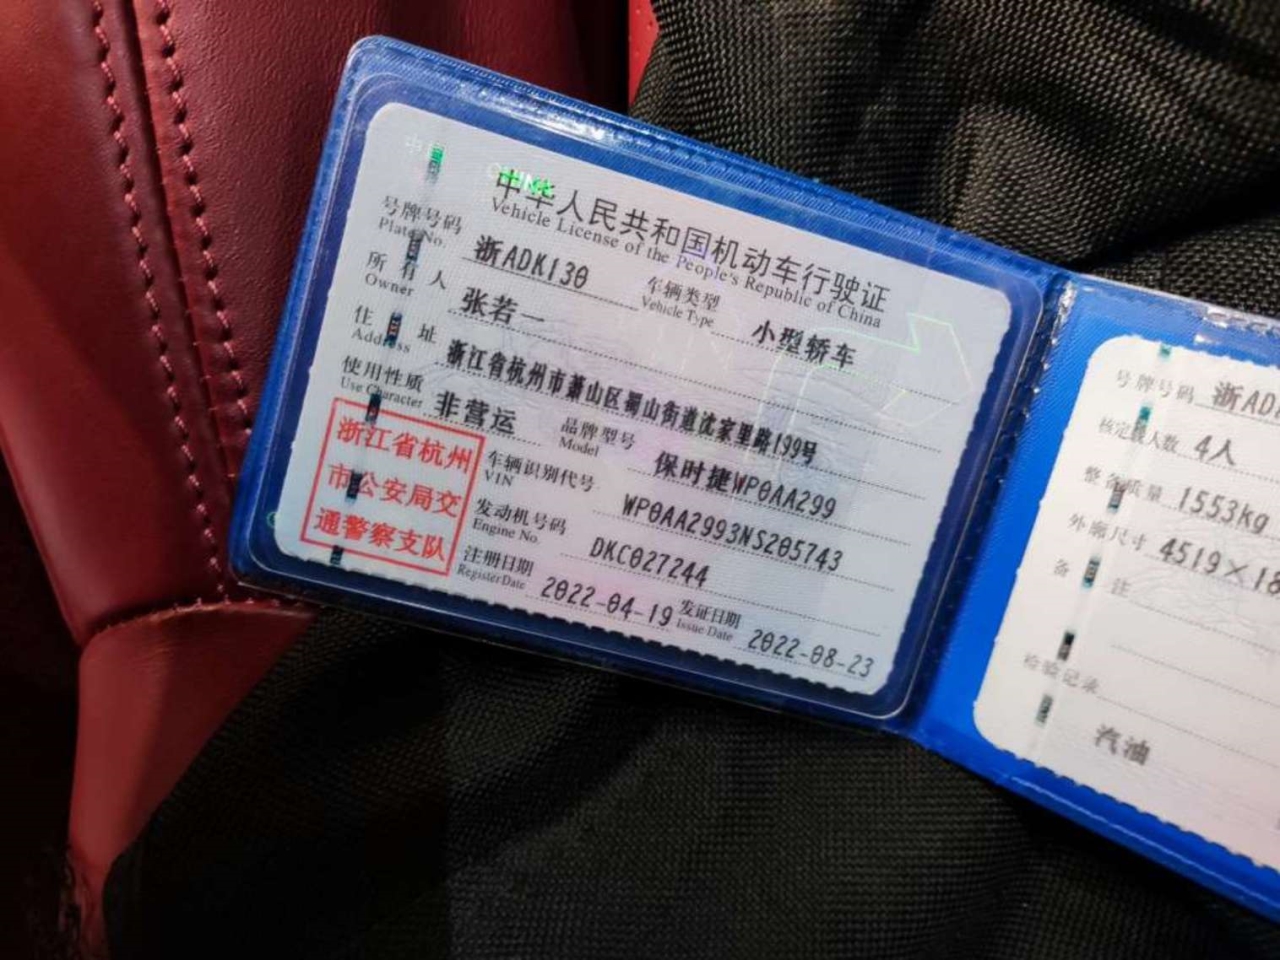 中华人民共和国机动车行驶证
Vehicle License of the People's Republic of China
号牌号码 浙ADK130 车辆类型 小型轿车
Plate No. Vehicle Type
所有人 张若一
Owner
住址 浙江省杭州市萧山区蜀山街道沈家里路199号
Address
使用性质 非营运 品牌型号 保时捷WP0AA299
Use Character Model
浙江省杭州
市公安局交
通警察支队
车辆识别代号 WP0AA2993NS205743
VIN
发动机号码 DKC027244
Engine No.
注册日期 2022-04-19 发证日期 2022-08-23
Register Date Issue Date
号牌号码 浙AD
核定载人数 4人
整备质量 1553kg
外廓尺寸 4519×18
备注
检验记录
汽油